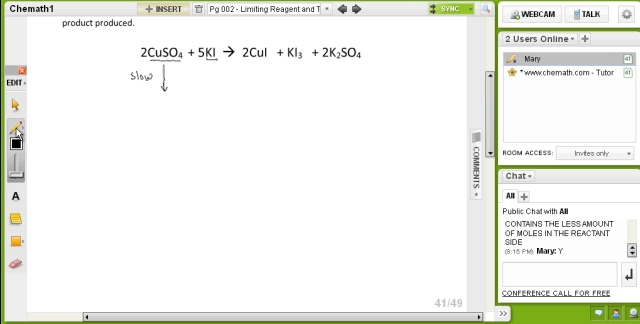 Chemath1
+ INSERT
Pg 002 - Limiting Reagent and T
SYNC
WEBCAM
TALK
product produced.
2CuSO₄ + 5KI → 2CuI + KI₃ + 2K₂SO₄
slow
EDIT
A
COMMENTS
41/49
2 Users Online
Mary
41
*www.chemath.com - Tutor
41
ROOM ACCESS:
Invites only
Chat
All
Public Chat with All
CONTAINS THE LESS AMOUNT
OF MOLES IN THE REACTANT
SIDE
(8:15 PM) Mary: Y
CONFERENCE CALL FOR FREE